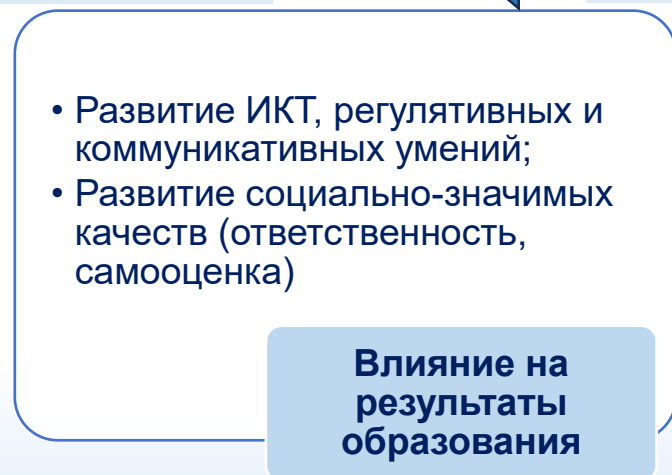 • Развитие ИКТ, регулятивных и
коммуникативных умений;
• Развитие социально-значимых
качеств (ответственность,
самооценка)
Влияние на
результаты
образования